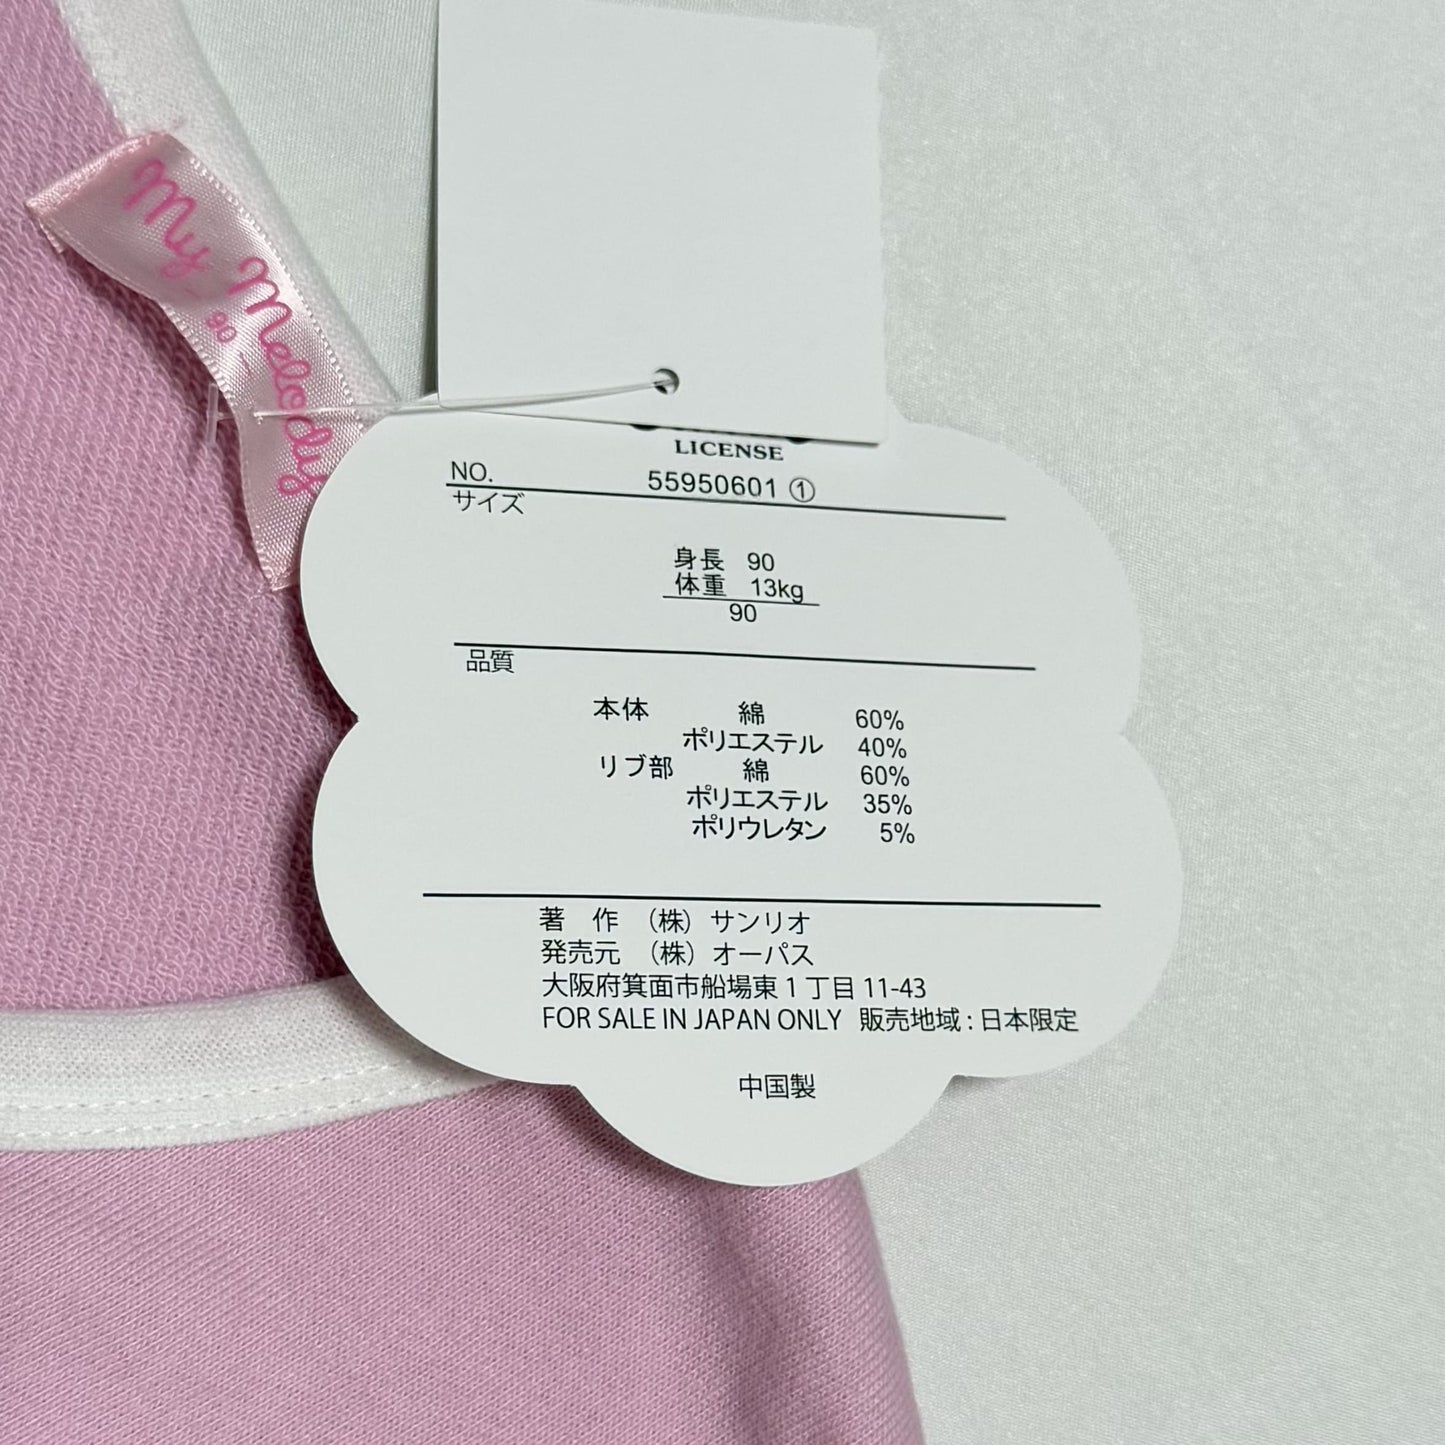 My Melody
- 90 -
LICENSE
NO. 55950601 ①
サイズ
身長 90
体重 13kg
90
品質
本体 綿 60%
ポリエステル 40%
リブ部 綿 60%
ポリエステル 35%
ポリウレタン 5%
著 作 （株）サンリオ
発売元 （株）オーパス
大阪府箕面市船場東1丁目11-43
FOR SALE IN JAPAN ONLY 販売地域：日本限定
中国製